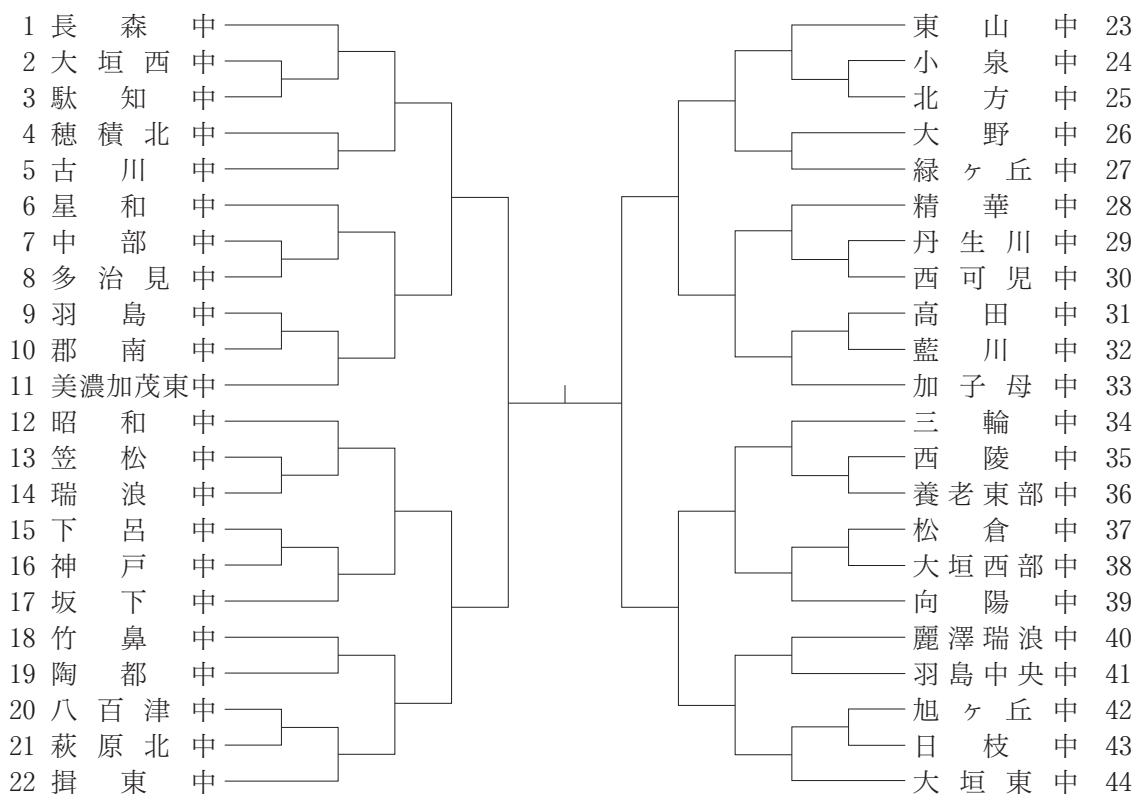 1 長森中
2 大垣西中
3 駄知中
4 穂積北中
5 古川中
6 星和中
7 中部中
8 多治見中
9 羽島中
10 郡南中
11 美濃加茂東中
12 昭和中
13 笠松中
14 瑞浪中
15 下呂中
16 神戸中
17 坂下中
18 竹鼻中
19 陶都中
20 八百津中
21 萩原北中
22 揖東中
東山中 23
小泉中 24
北方中 25
大野中 26
緑ヶ丘中 27
精華中 28
丹生川中 29
西可児中 30
高田中 31
藍川中 32
加子母中 33
三輪中 34
西陵中 35
養老東部中 36
松倉中 37
大垣西部中 38
向陽中 39
麗澤瑞浪中 40
羽島中央中 41
旭ヶ丘中 42
日枝中 43
大垣東中 44